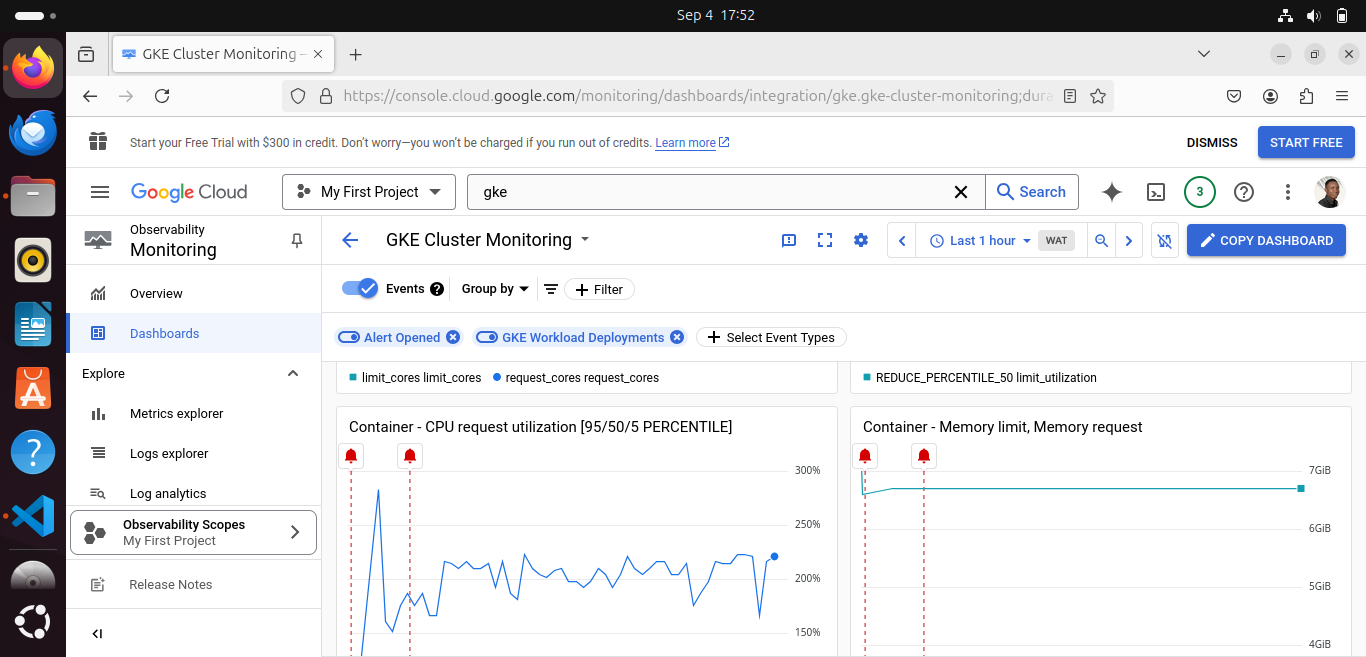 Sep 4 17:52
GKE Cluster Monitoring –
https://console.cloud.google.com/monitoring/dashboards/integration/gke.gke-cluster-monitoring;dura
Start your Free Trial with $300 in credit. Don't worry—you won't be charged if you run out of credits. Learn more
DISMISS
START FREE
Google Cloud
My First Project
gke
Search
3
Observability
Monitoring
GKE Cluster Monitoring
Last 1 hour
WAT
COPY DASHBOARD
Overview
Dashboards
Explore
Metrics explorer
Logs explorer
Log analytics
Observability Scopes
My First Project
Release Notes
Events
Group by
Filter
Alert Opened
GKE Workload Deployments
Select Event Types
limit_cores limit_cores
request_cores request_cores
REDUCE_PERCENTILE_50 limit_utilization
Container - CPU request utilization [95/50/5 PERCENTILE]
300%
250%
200%
150%
Container - Memory limit, Memory request
7GiB
6GiB
5GiB
4GiB